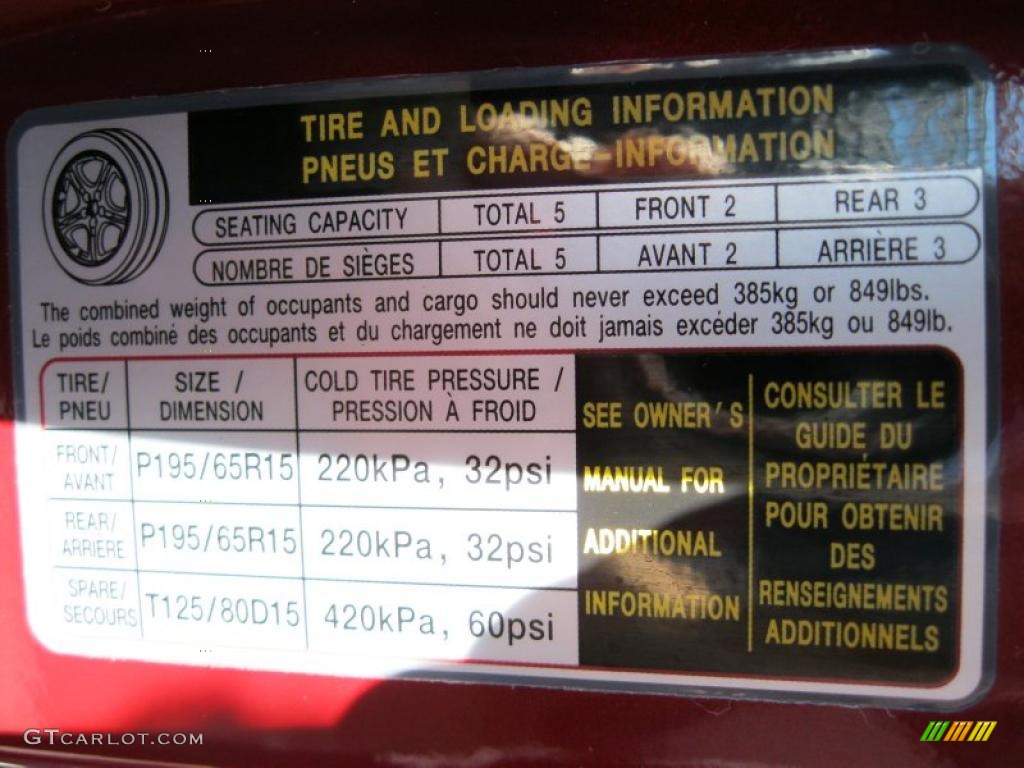 TIRE AND LOADING INFORMATION
PNEUS ET CHARGE-INFORMATION
SEATING CAPACITY TOTAL 5 FRONT 2 REAR 3
NOMBRE DE SIÈGES TOTAL 5 AVANT 2 ARRIÈRE 3
The combined weight of occupants and cargo should never exceed 385kg or 849lbs.
Le poids combiné des occupants et du chargement ne doit jamais excéder 385kg ou 849lb.
TIRE/
PNEU
SIZE /
DIMENSION
COLD TIRE PRESSURE /
PRESSION À FROID
FRONT/
AVANT
P195/65R15
220kPa, 32psi
REAR/
ARRIÈRE
P195/65R15
220kPa, 32psi
SPARE/
SECOURS
T125/80D15
420kPa, 60psi
SEE OWNER'S
MANUAL FOR
ADDITIONAL
INFORMATION
CONSULTER LE
GUIDE DU
PROPRIÉTAIRE
POUR OBTENIR
DES
RENSEIGNEMENTS
ADDITIONNELS
GTCARLOT.COM